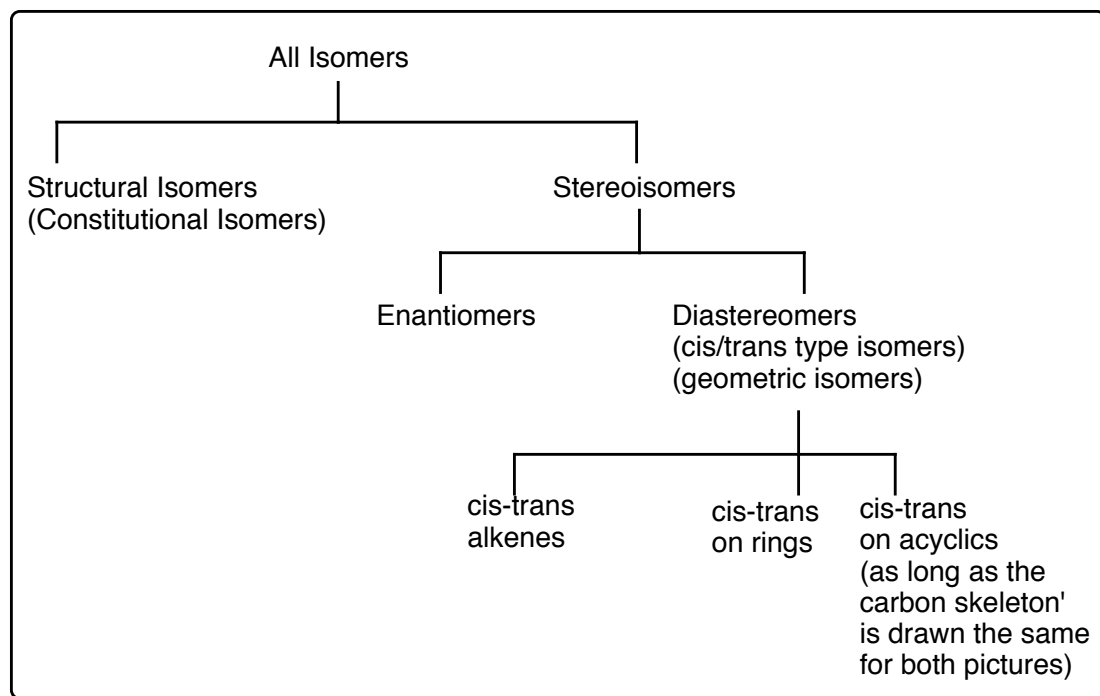 All Isomers
Structural Isomers
(Constitutional Isomers)
Stereoisomers
Enantiomers
Diastereomers
(cis/trans type isomers)
(geometric isomers)
cis-trans
alkenes
cis-trans
on rings
cis-trans
on acyclics
(as long as the
carbon skeleton'
is drawn the same
for both pictures)